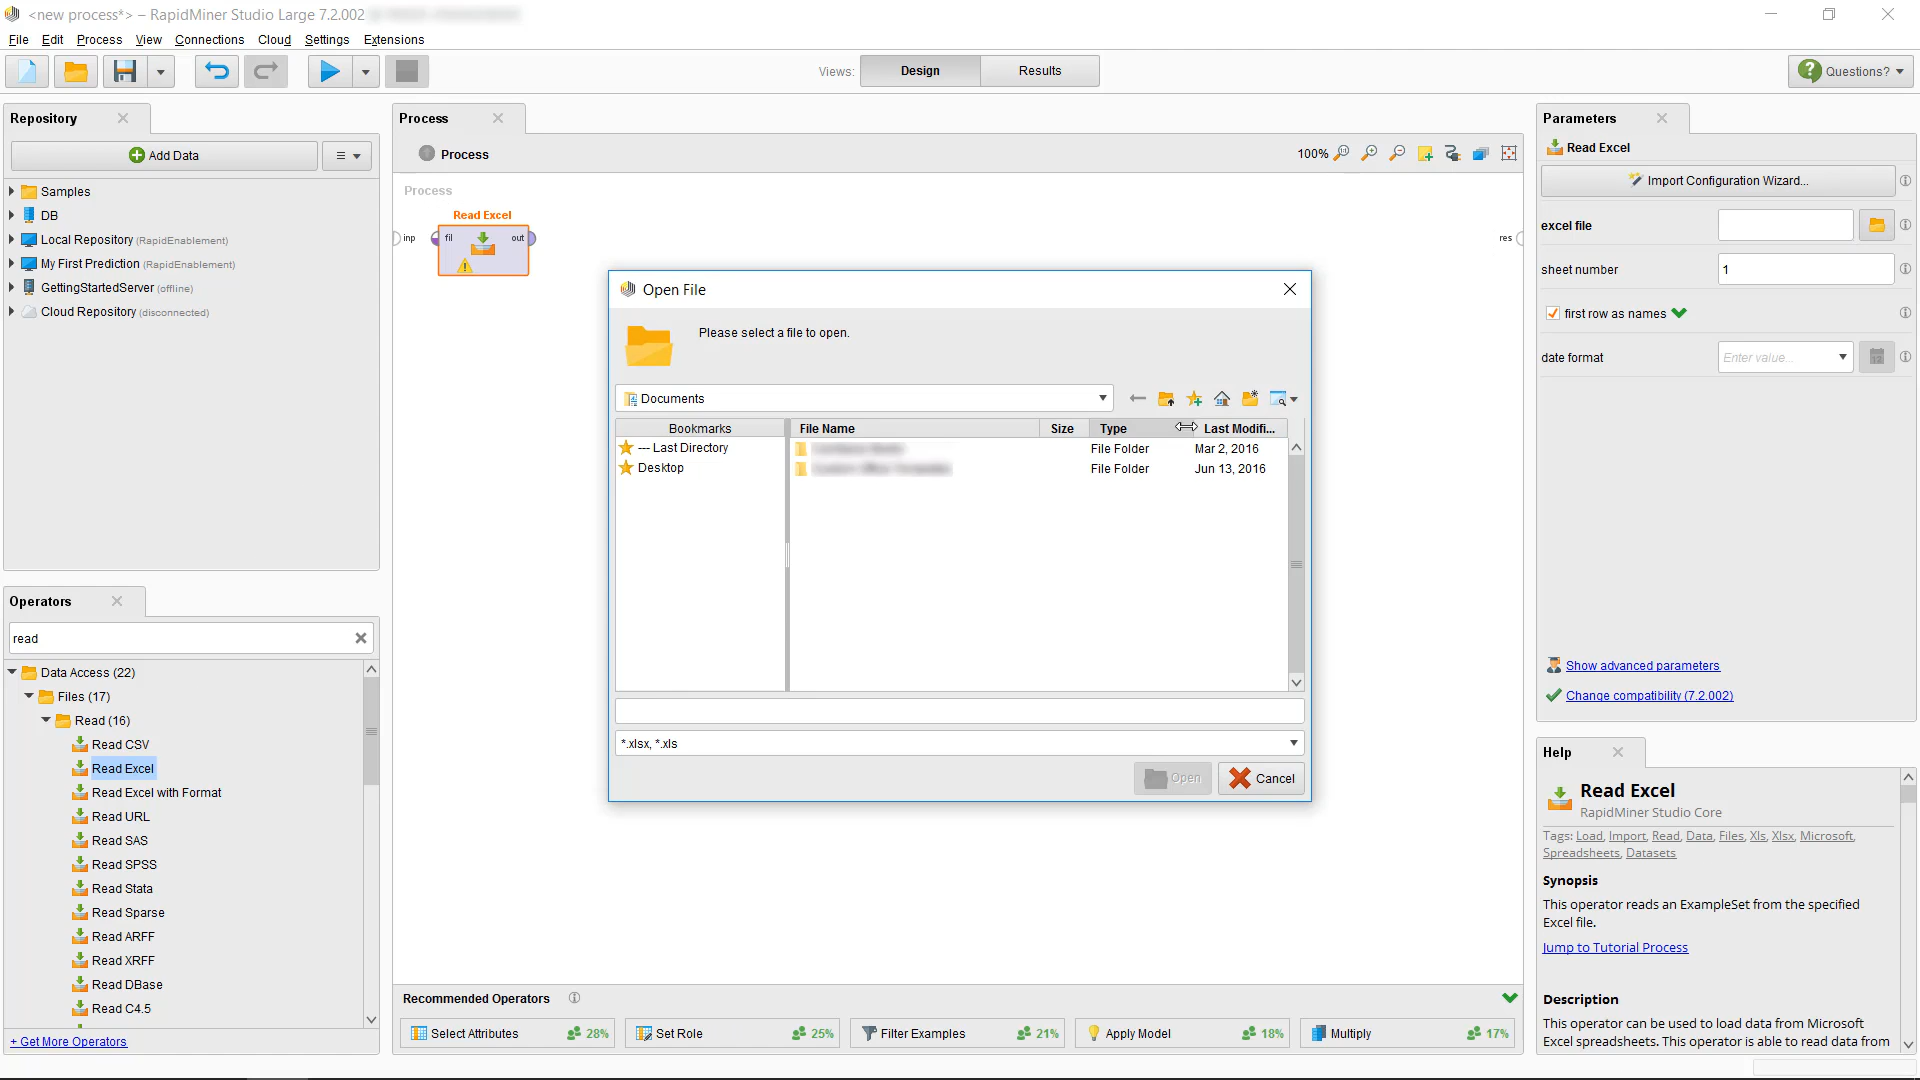 <new process*> – RapidMiner Studio Large 7.2.002
File Edit Process View Connections Cloud Settings Extensions
Views: Design Results
Questions?
Repository
Add Data
Samples
DB
Local Repository (RapidEnablement)
My First Prediction (RapidEnablement)
GettingStartedServer (offline)
Cloud Repository (disconnected)
Operators
read
Data Access (22)
Files (17)
Read (16)
Read CSV
Read Excel
Read Excel with Format
Read URL
Read SAS
Read SPSS
Read Stata
Read Sparse
Read ARFF
Read XRFF
Read DBase
Read C4.5
+ Get More Operators
Process
Process
100%
Process
Read Excel
inp fil out
res
Open File
Please select a file to open.
Documents
Bookmarks
--- Last Directory
Desktop
File Name Size Type Last Modifi...
File Folder Mar 2, 2016
File Folder Jun 13, 2016
*.xlsx, *.xls
Open Cancel
Recommended Operators
Select Attributes 28%
Set Role 25%
Filter Examples 21%
Apply Model 18%
Multiply 17%
Parameters
Read Excel
Import Configuration Wizard...
excel file
sheet number 1
first row as names
date format Enter value...
Show advanced parameters
Change compatibility (7.2.002)
Help
Read Excel
RapidMiner Studio Core
Tags: Load, Import, Read, Data, Files, Xls, Xlsx, Microsoft,
Spreadsheets, Datasets
Synopsis
This operator reads an ExampleSet from the specified
Excel file.
Jump to Tutorial Process
Description
This operator can be used to load data from Microsoft
Excel spreadsheets. This operator is able to read data from